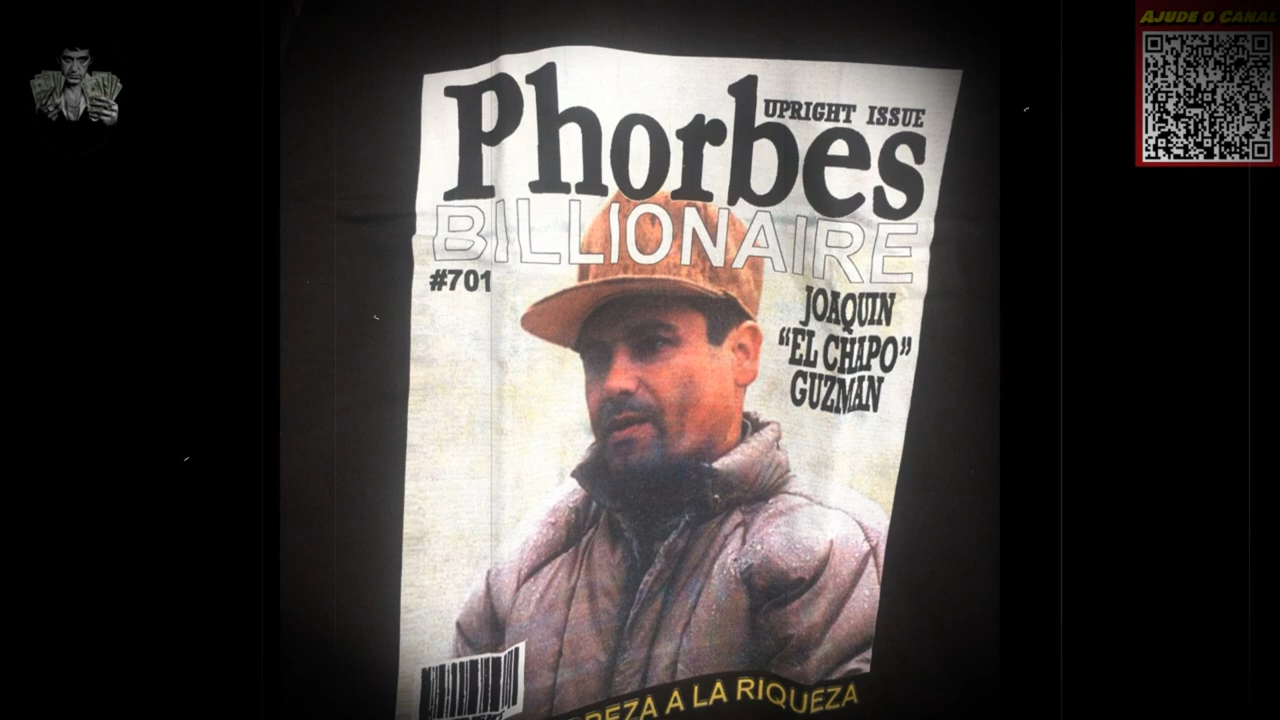 AJUDE O CANAL
Phorbes
UPRIGHT ISSUE
BILLIONAIRE
#701
JOAQUIN
“EL CHAPO”
GUZMAN
A LA RIQUEZA